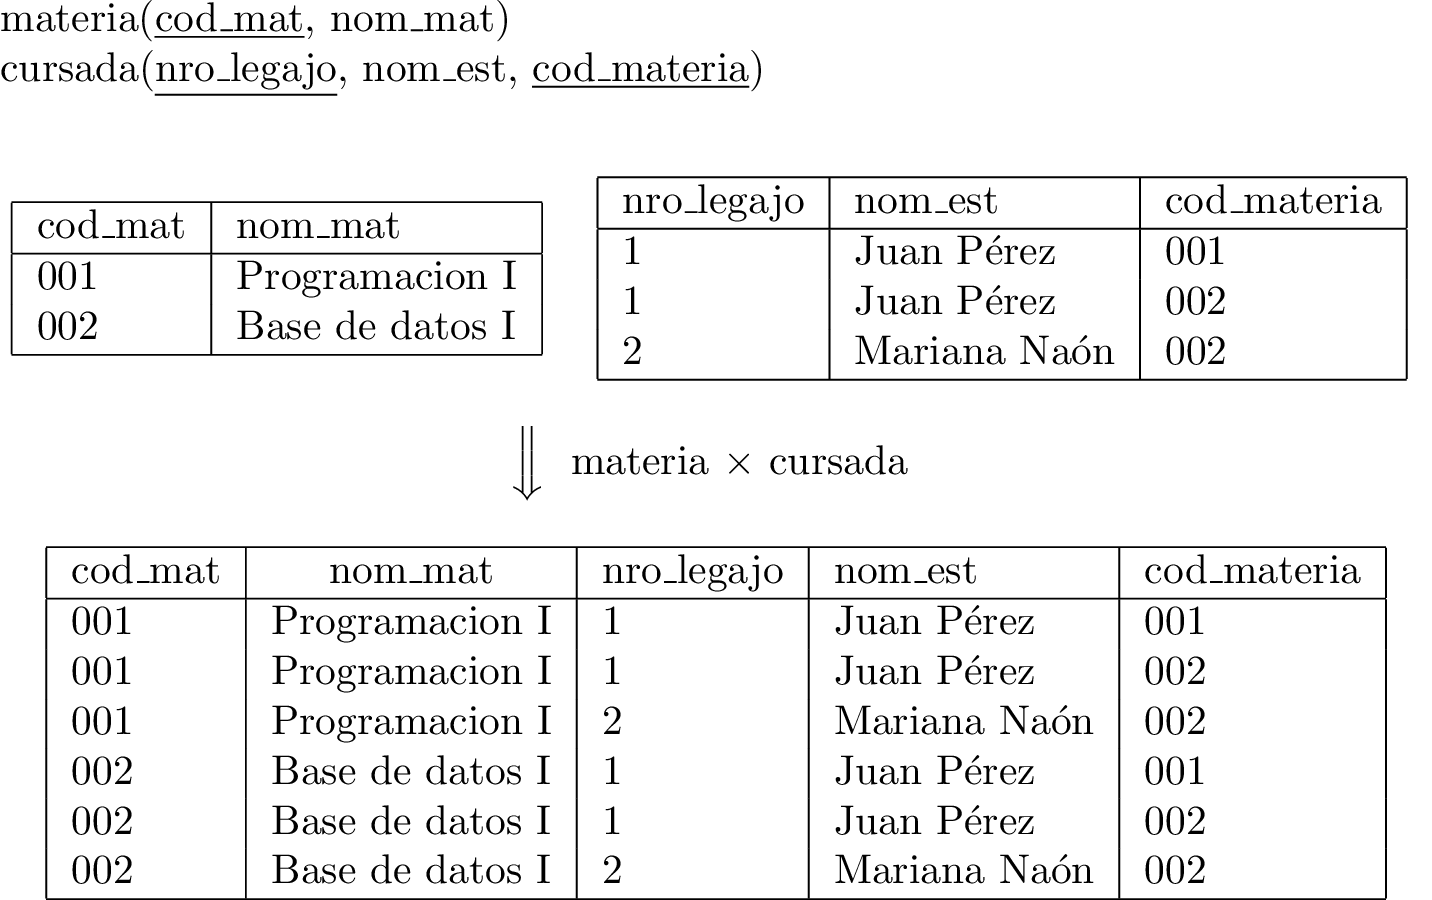 materia(cod_mat, nom_mat)
cursada(nro_legajo, nom_est, cod_materia)
cod_mat nom_mat
001 Programacion I
002 Base de datos I
nro_legajo nom_est cod_materia
1 Juan Pérez 001
1 Juan Pérez 002
2 Mariana Naón 002
⇓ materia × cursada
cod_mat nom_mat nro_legajo nom_est cod_materia
001 Programacion I 1 Juan Pérez 001
001 Programacion I 1 Juan Pérez 002
001 Programacion I 2 Mariana Naón 002
002 Base de datos I 1 Juan Pérez 001
002 Base de datos I 1 Juan Pérez 002
002 Base de datos I 2 Mariana Naón 002